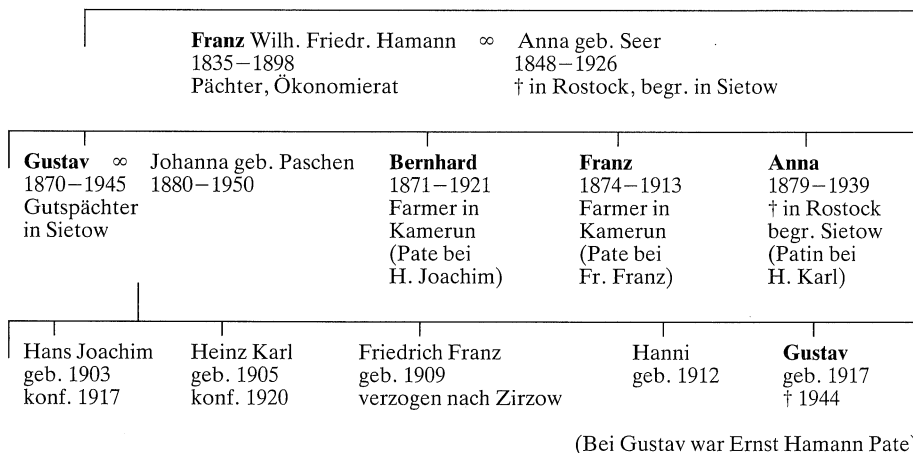 Franz Wilh. Friedr. Hamann ∞ Anna geb. Seer
1835–1898 1848–1926
Pächter, Ökonomierat † in Rostock, begr. in Sietow
Gustav ∞ Johanna geb. Paschen Bernhard Franz Anna
1870–1945 1880–1950 1871–1921 1874–1913 1879–1939
Gutspächter Farmer in Farmer in † in Rostock
in Sietow Kamerun Kamerun begr. Sietow
(Pate bei (Pate bei (Patin bei
H. Joachim) Fr. Franz) H. Karl)
Hans Joachim Heinz Karl Friedrich Franz Hanni Gustav
geb. 1903 geb. 1905 geb. 1909 geb. 1912 geb. 1917
konf. 1917 konf. 1920 verzogen nach Zirzow † 1944
(Bei Gustav war Ernst Hamann Pate)